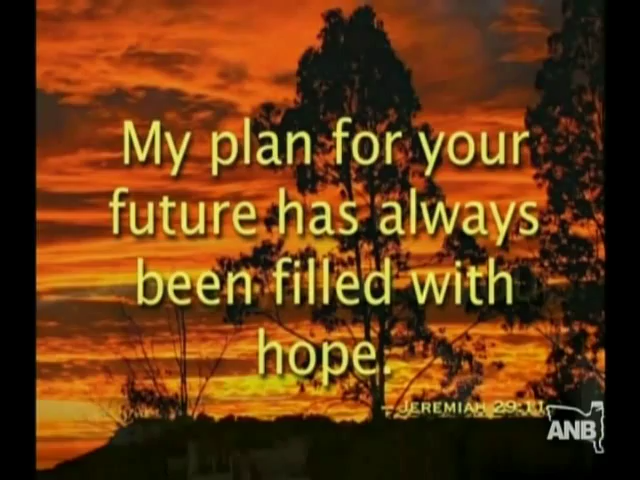 My plan for your
future has always
been filled with
hope.
– JEREMIAH 29:11
ANB